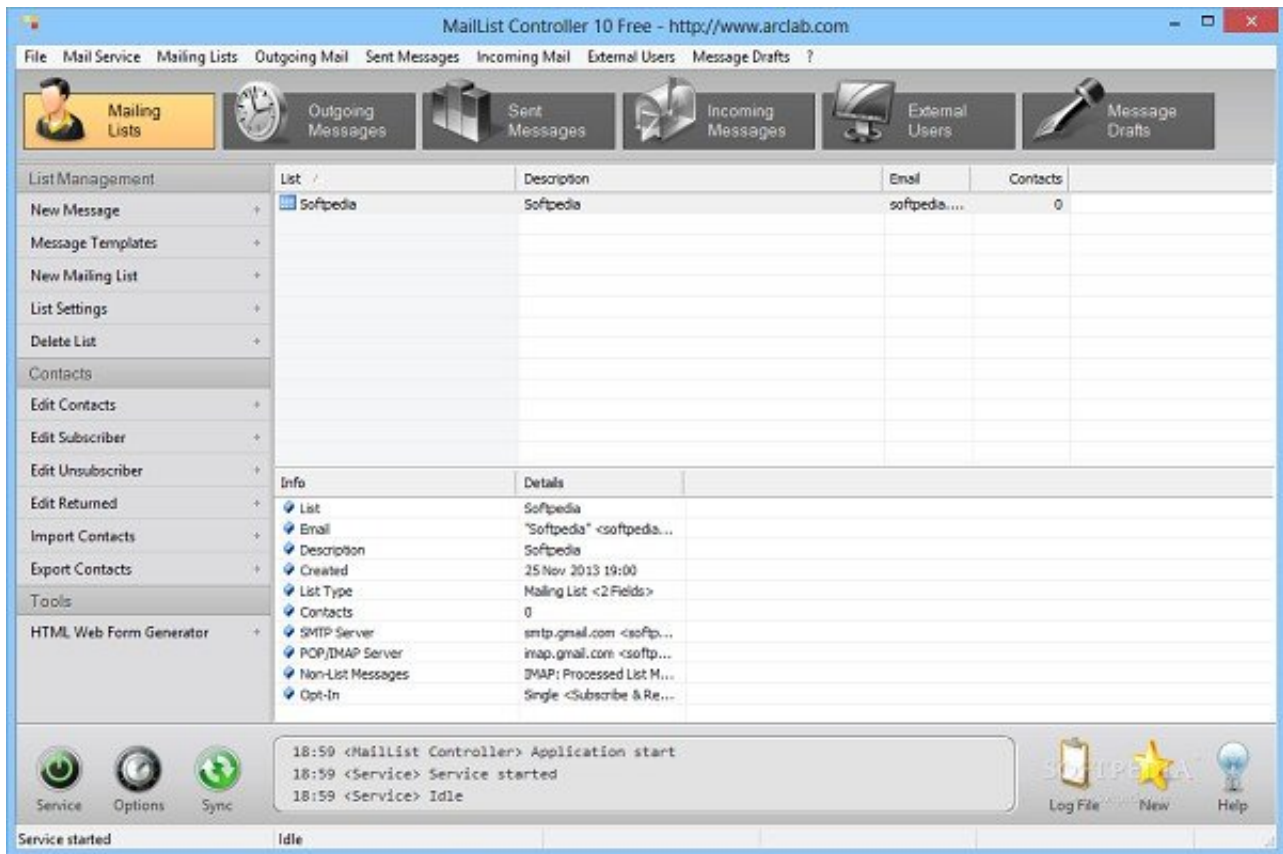 MailList Controller 10 Free - http://www.arclab.com
File Mail Service Mailing Lists Outgoing Mail Sent Messages Incoming Mail External Users Message Drafts ?
Mailing Lists
Outgoing Messages
Sent Messages
Incoming Messages
External Users
Message Drafts
List Management
New Message
Message Templates
New Mailing List
List Settings
Delete List
Contacts
Edit Contacts
Edit Subscriber
Edit Unsubscriber
Edit Returned
Import Contacts
Export Contacts
Tools
HTML Web Form Generator
List Description Email Contacts
Softpedia Softpedia softpedia.... 0
Info Details
List Softpedia
Email "Softpedia" <softpedia...
Description Softpedia
Created 25 Nov 2013 19:00
List Type Mailing List <2 Fields>
Contacts 0
SMTP Server smtp.gmail.com <softp...
POP/IMAP Server imap.gmail.com <softp...
Non-List Messages IMAP: Processed List M...
Opt-In Single <Subscribe & Re...
Service Options Sync
18:59 <MailList Controller> Application start
18:59 <Service> Service started
18:59 <Service> Idle
SOFTPEDIA
Log File New Help
Service started Idle